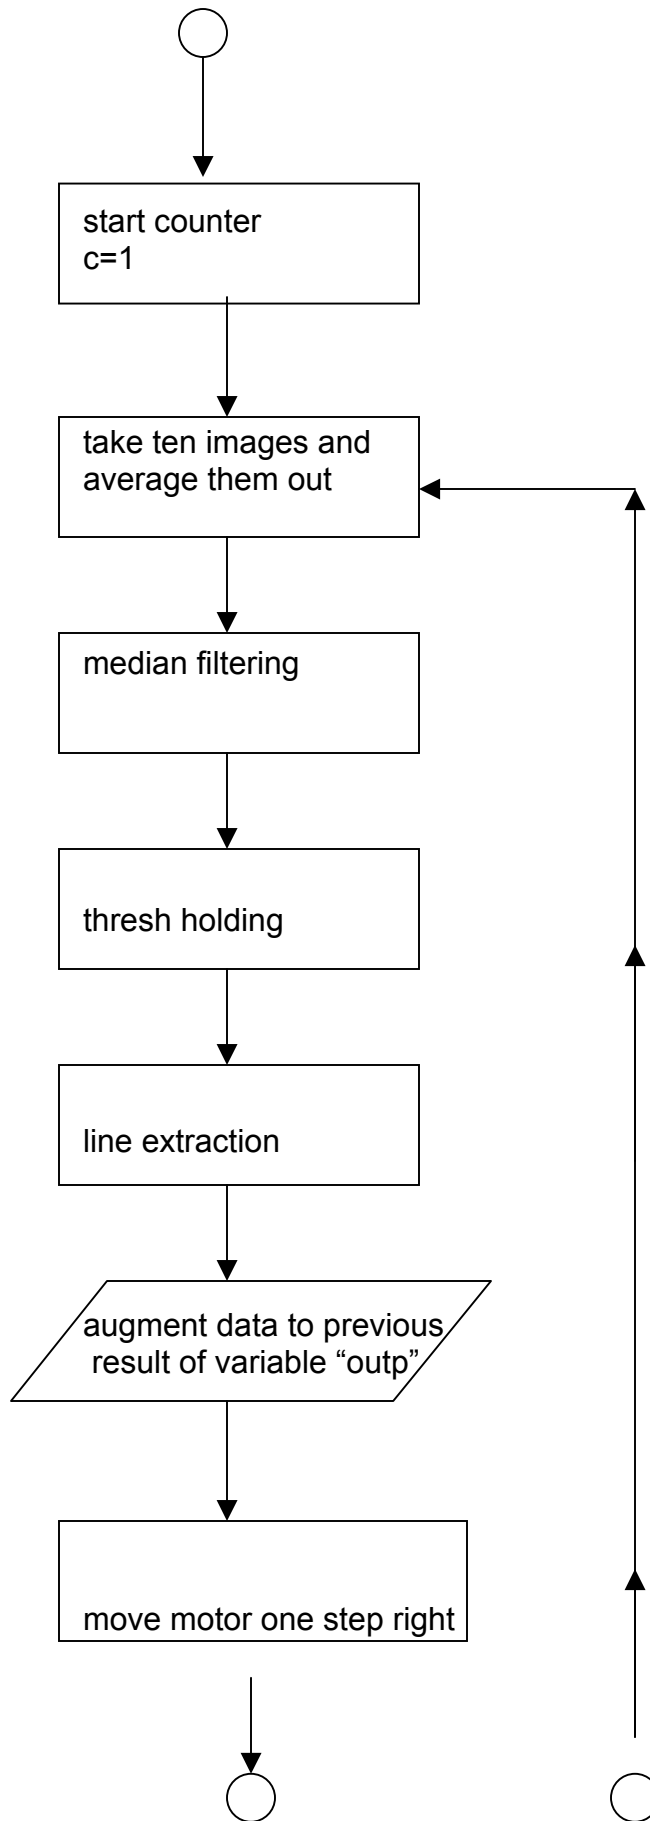 start counter
c=1
take ten images and
average them out
median filtering
thresh holding
line extraction
augment data to previous
result of variable “outp”
move motor one step right